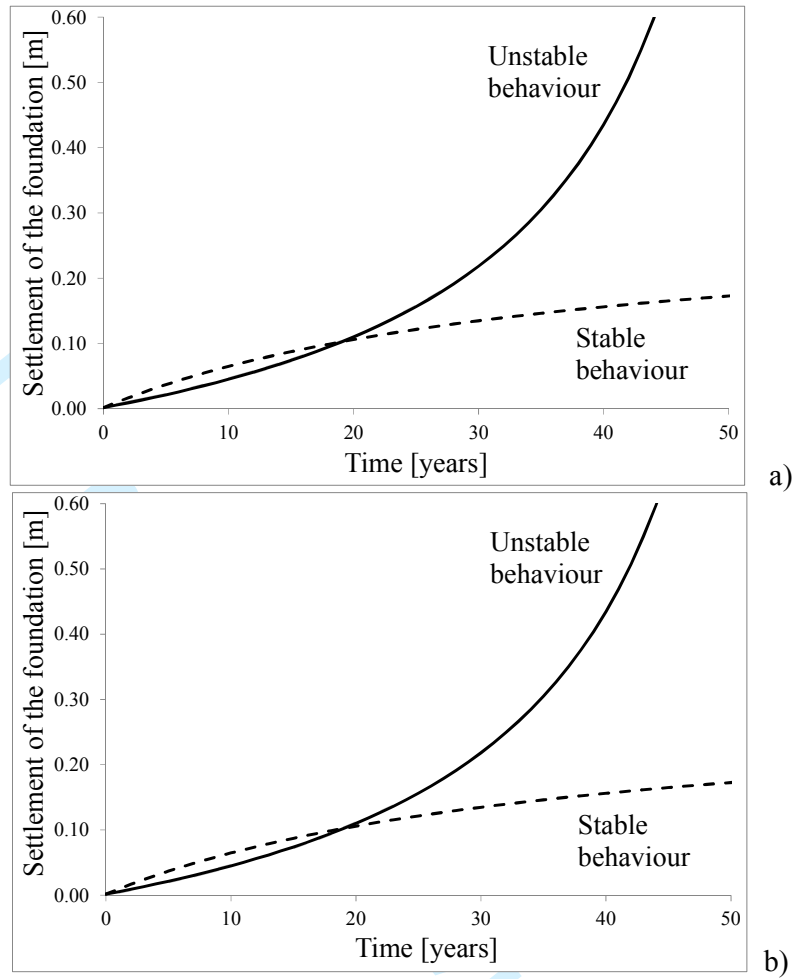 Settlement of the foundation [m]
0.60
0.50
0.40
0.30
0.20
0.10
0.00
Unstable
behaviour
Stable
behaviour
0 10 20 30 40 50
Time [years]
a)
Settlement of the foundation [m]
0.60
0.50
0.40
0.30
0.20
0.10
0.00
Unstable
behaviour
Stable
behaviour
0 10 20 30 40 50
Time [years]
b)